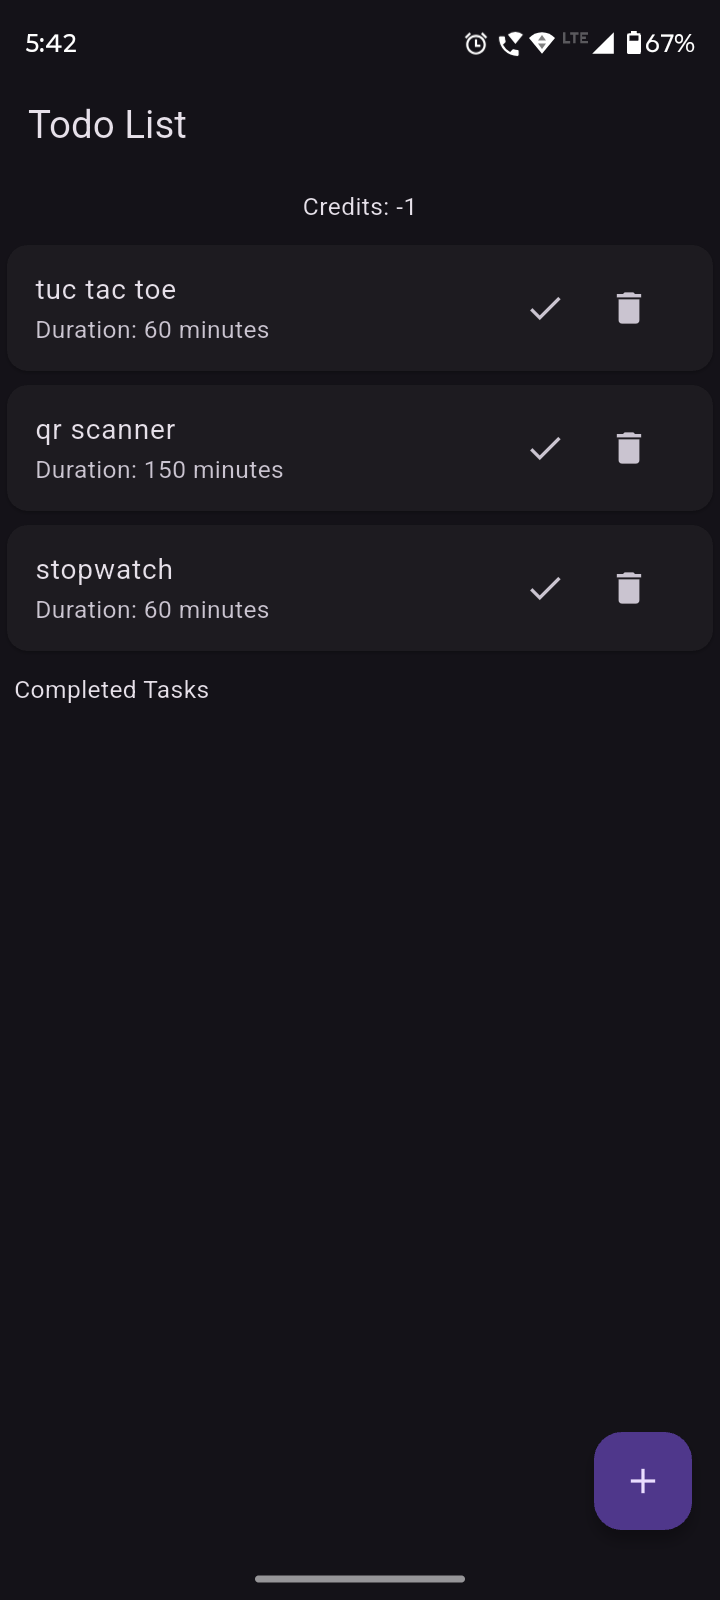 5:42
LTE
67%
Todo List
Credits: -1
tuc tac toe
Duration: 60 minutes
qr scanner
Duration: 150 minutes
stopwatch
Duration: 60 minutes
Completed Tasks